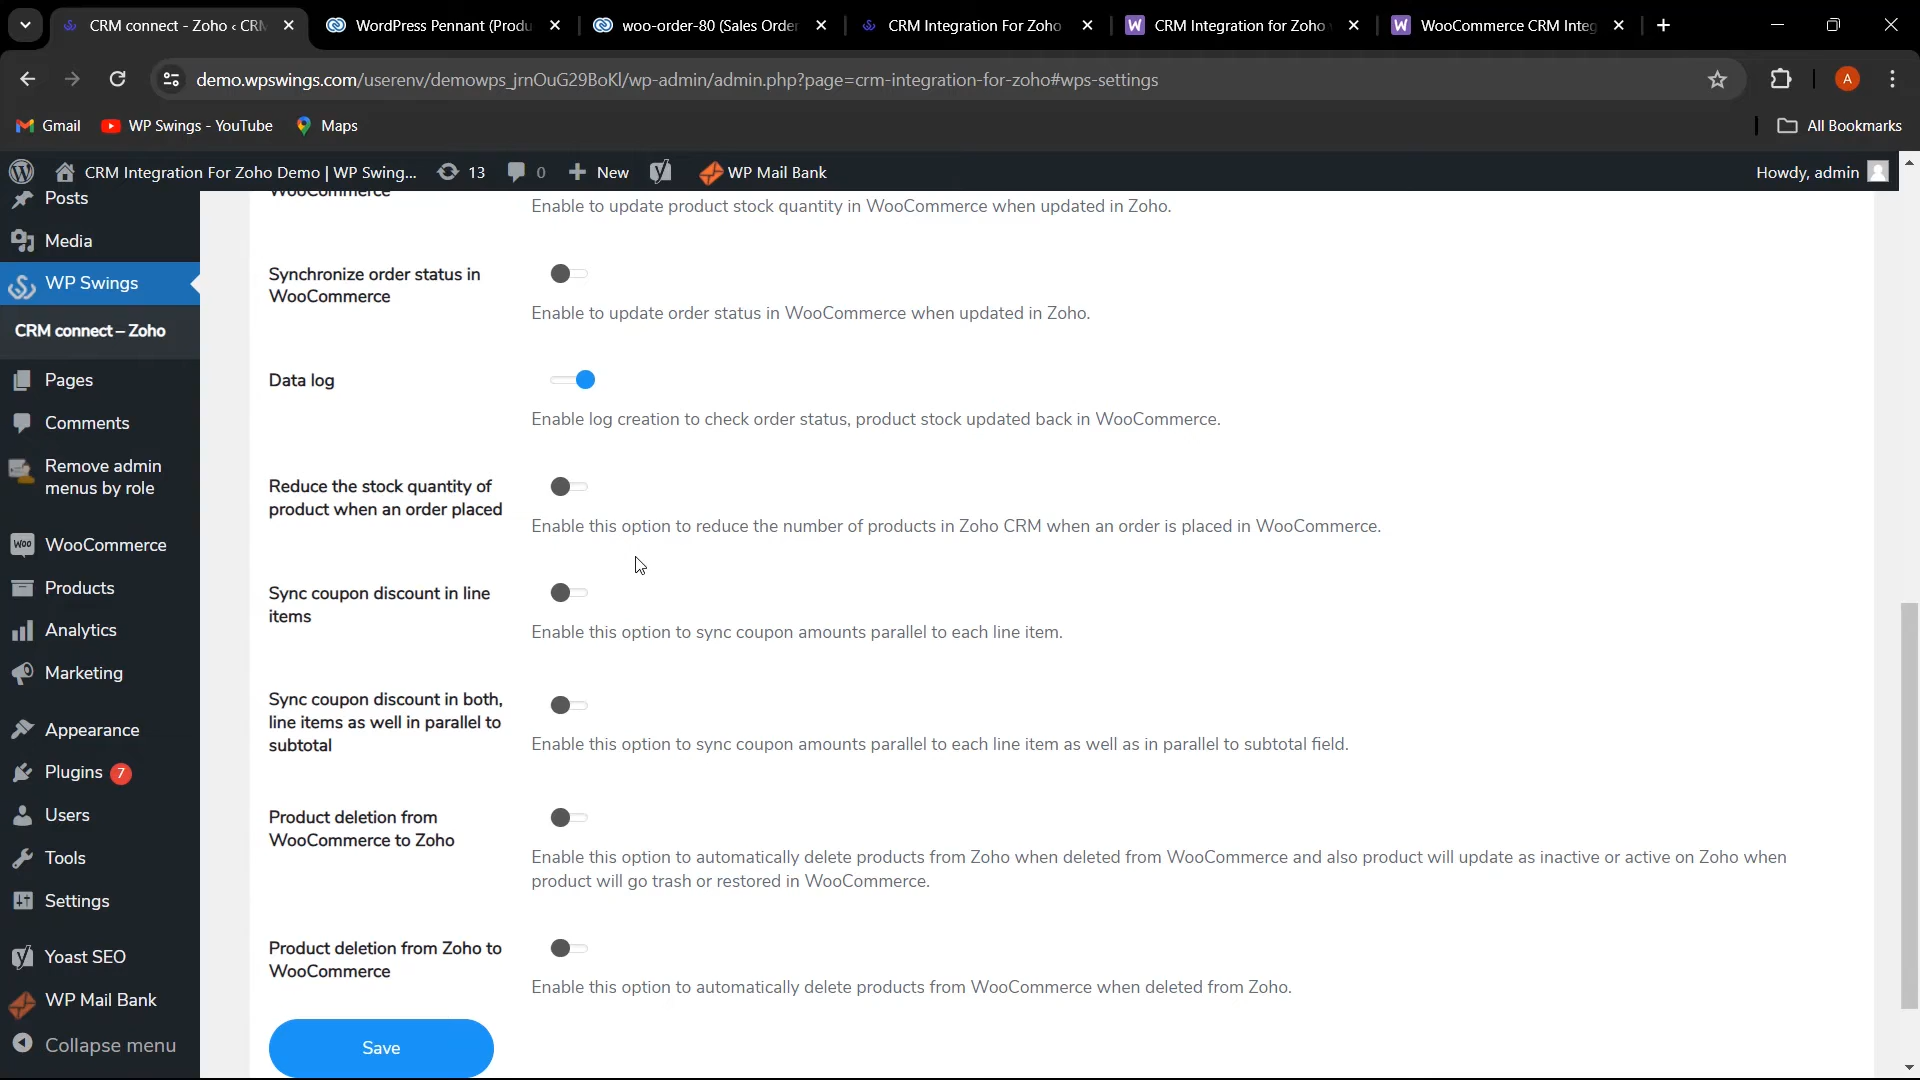 CRM connect - Zoho ‹ CRM
WordPress Pennant (Produ
woo-order-80 (Sales Order
CRM Integration For Zoho
CRM Integration for Zoho
WooCommerce CRM Integ
demo.wpswings.com/userenv/demowps_jrnOuG29BoKl/wp-admin/admin.php?page=crm-integration-for-zoho#wps-settings
A
Gmail
WP Swings - YouTube
Maps
All Bookmarks
CRM Integration For Zoho Demo | WP Swing...
13
0
New
WP Mail Bank
Howdy, admin
Posts
Media
WP Swings
CRM connect – Zoho
Pages
Comments
Remove admin
menus by role
Woo
WooCommerce
Products
Analytics
Marketing
Appearance
Plugins 7
Users
Tools
Settings
Yoast SEO
WP Mail Bank
Collapse menu
WooCommerce
Enable to update product stock quantity in WooCommerce when updated in Zoho.
Synchronize order status in
WooCommerce
Enable to update order status in WooCommerce when updated in Zoho.
Data log
Enable log creation to check order status, product stock updated back in WooCommerce.
Reduce the stock quantity of
product when an order placed
Enable this option to reduce the number of products in Zoho CRM when an order is placed in WooCommerce.
Sync coupon discount in line
items
Enable this option to sync coupon amounts parallel to each line item.
Sync coupon discount in both,
line items as well in parallel to
subtotal
Enable this option to sync coupon amounts parallel to each line item as well as in parallel to subtotal field.
Product deletion from
WooCommerce to Zoho
Enable this option to automatically delete products from Zoho when deleted from WooCommerce and also product will update as inactive or active on Zoho when
product will go trash or restored in WooCommerce.
Product deletion from Zoho to
WooCommerce
Enable this option to automatically delete products from WooCommerce when deleted from Zoho.
Save